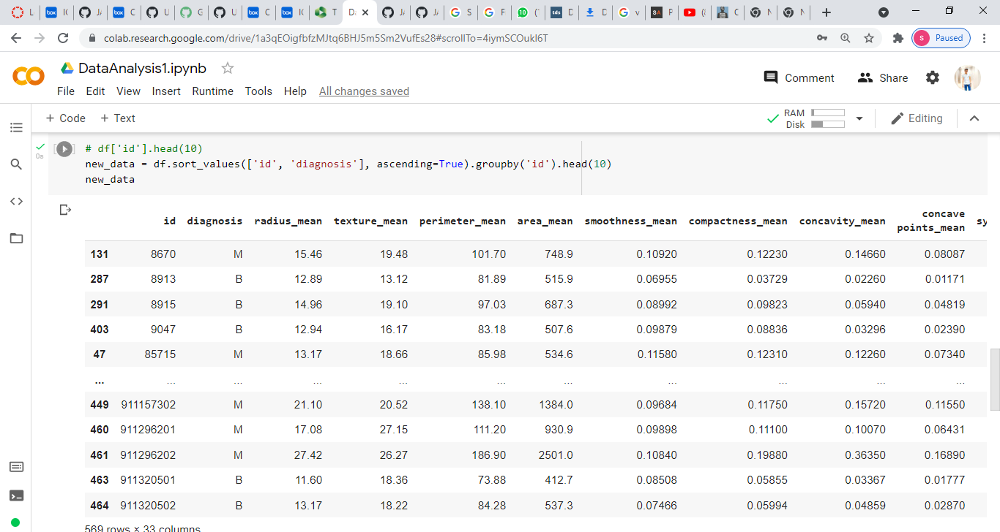 L
box
JA
box
C
U
G
U
box
C
box
T
Da
JA
JA
S
F
10
(
tds
D
D
v
SA
P
(
C
N
N
colab.research.google.com/drive/1a3qEOigfbfzMJtq6BHJ5m5Sm2VufEs28#scrollTo=4iymSCOukI6T
S
Paused
DataAnalysis1.ipynb
Comment
Share
File Edit View Insert Runtime Tools Help All changes saved
+ Code + Text
RAM
Disk
Editing
0s
# df['id'].head(10)
new_data = df.sort_values(['id', 'diagnosis'], ascending=True).groupby('id').head(10)
new_data
id diagnosis radius_mean texture_mean perimeter_mean area_mean smoothness_mean compactness_mean concavity_mean concave points_mean sy
131 8670 M 15.46 19.48 101.70 748.9 0.10920 0.12230 0.14660 0.08087
287 8913 B 12.89 13.12 81.89 515.9 0.06955 0.03729 0.02260 0.01171
291 8915 B 14.96 19.10 97.03 687.3 0.08992 0.09823 0.05940 0.04819
403 9047 B 12.94 16.17 83.18 507.6 0.09879 0.08836 0.03296 0.02390
47 85715 M 13.17 18.66 85.98 534.6 0.11580 0.12310 0.12260 0.07340
... ... ... ... ... ... ... ... ... ... ...
449 911157302 M 21.10 20.52 138.10 1384.0 0.09684 0.11750 0.15720 0.11550
460 911296201 M 17.08 27.15 111.20 930.9 0.09898 0.11100 0.10070 0.06431
461 911296202 M 27.42 26.27 186.90 2501.0 0.10840 0.19880 0.36350 0.16890
463 911320501 B 11.60 18.36 73.88 412.7 0.08508 0.05855 0.03367 0.01777
464 911320502 B 13.17 18.22 84.28 537.3 0.07466 0.05994 0.04859 0.02870
569 rows × 33 columns